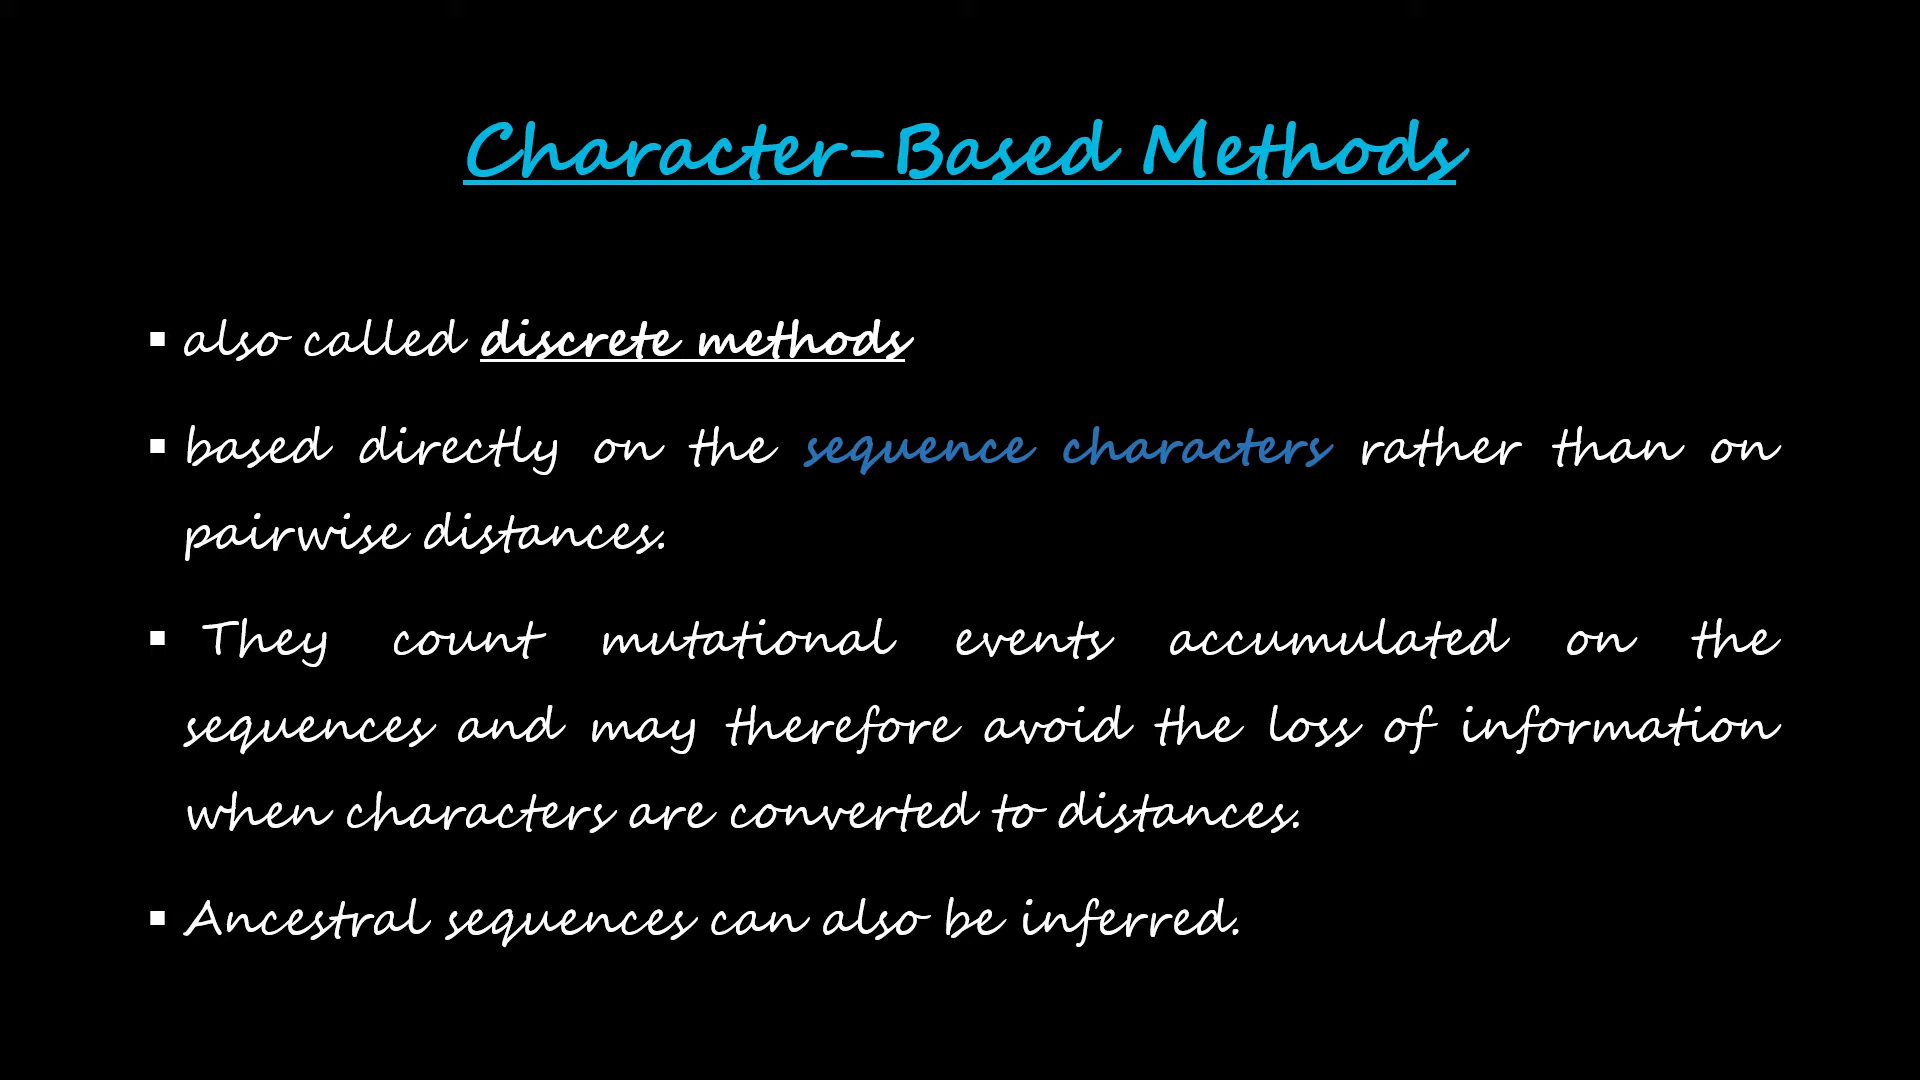 Character-Based Methods
▪ also called discrete methods
▪ based directly on the sequence characters rather than on
pairwise distances.
▪ They count mutational events accumulated on the
sequences and may therefore avoid the loss of information
when characters are converted to distances.
▪ Ancestral sequences can also be inferred.